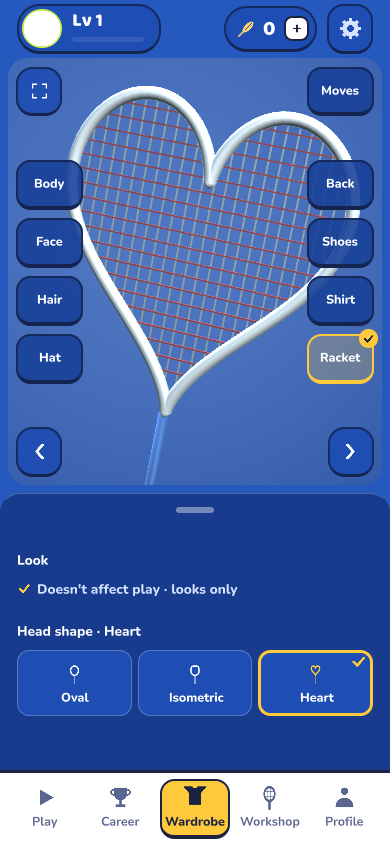 Lv 1
0
+
Moves
Body
Back
Face
Shoes
Hair
Shirt
Hat
Racket
Look
Doesn't affect play · looks only
Head shape · Heart
Oval
Isometric
Heart
Play
Career
Wardrobe
Workshop
Profile